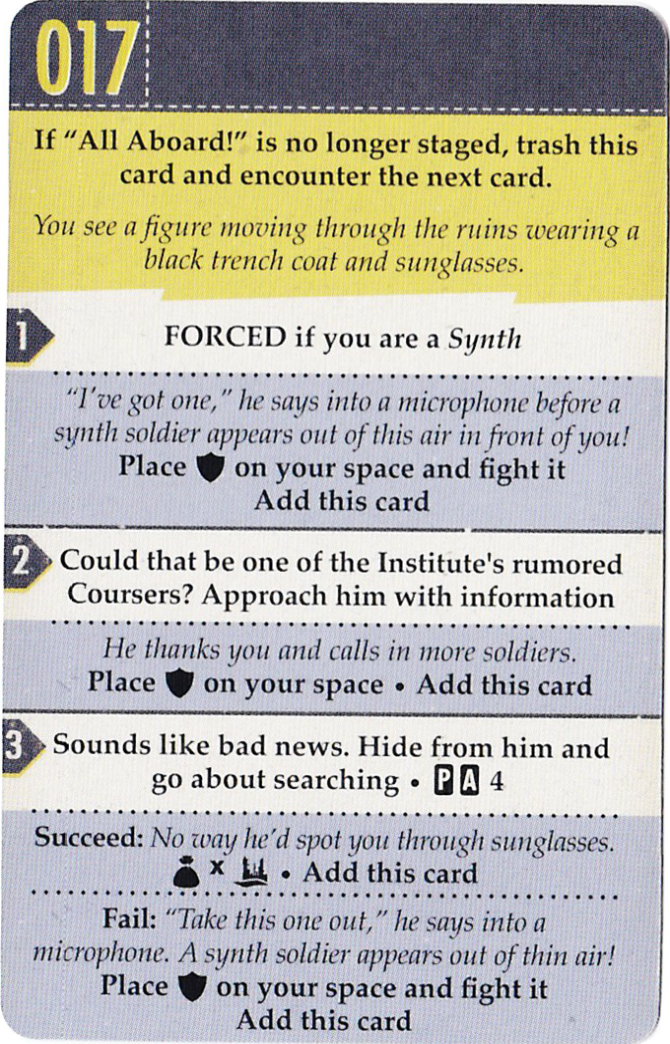 017
If “All Aboard!” is no longer staged, trash this
card and encounter the next card.
You see a figure moving through the ruins wearing a
black trench coat and sunglasses.
1
FORCED if you are a Synth
“I've got one,” he says into a microphone before a
synth soldier appears out of this air in front of you!
Place on your space and fight it
Add this card
2
Could that be one of the Institute's rumored
Coursers? Approach him with information
He thanks you and calls in more soldiers.
Place on your space • Add this card
3
Sounds like bad news. Hide from him and
go about searching • P A 4
Succeed: No way he'd spot you through sunglasses.
x • Add this card
Fail: “Take this one out,” he says into a
microphone. A synth soldier appears out of thin air!
Place on your space and fight it
Add this card